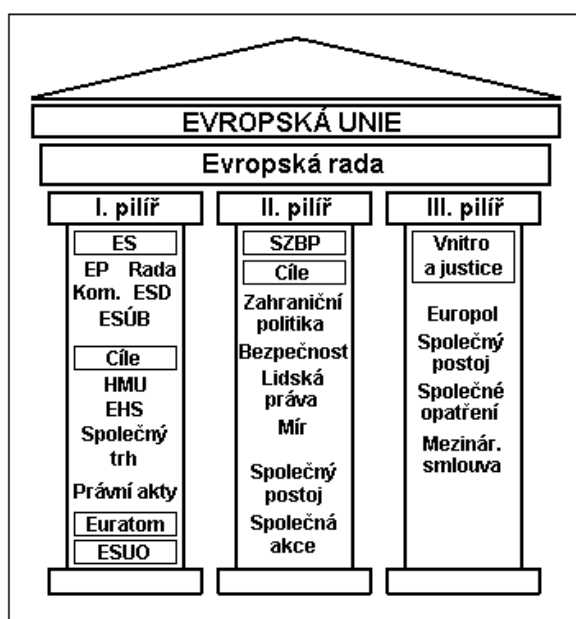 EVROPSKÁ UNIE
Evropská rada
I. pilíř
ES
EP Rada
Kom. ESD
ESÚB
Cíle
HMU
EHS
Společný
trh
Právní akty
Euratom
ESUO
II. pilíř
SZBP
Cíle
Zahraniční
politika
Bezpečnost
Lidská
práva
Mír
Společný
postoj
Společná
akce
III. pilíř
Vnitro
a justice
Europol
Společný
postoj
Společné
opatření
Mezinár.
smlouva